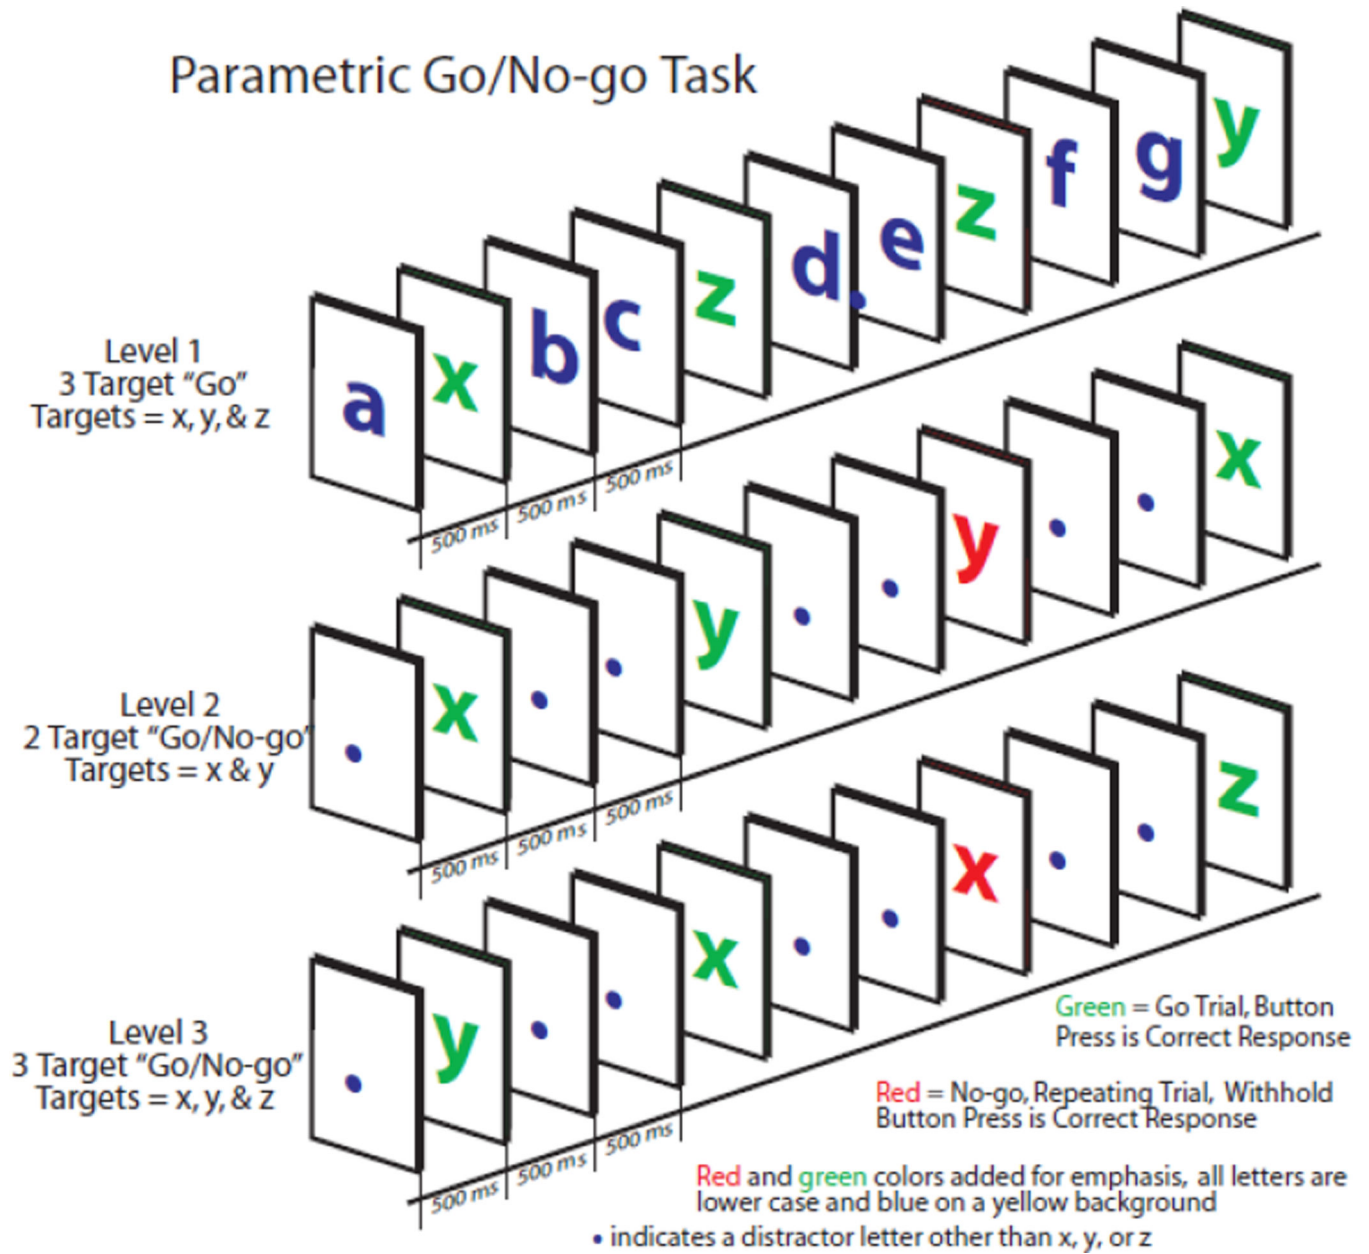 Parametric Go/No-go Task
Level 1
3 Target “Go”
Targets = x, y, & z
a x b c z d e z f g y
500 ms 500 ms 500 ms
Level 2
2 Target “Go/No-go”
Targets = x & y
• x • • y • • y • • x
500 ms 500 ms 500 ms
Level 3
3 Target “Go/No-go”
Targets = x, y, & z
• y • • x • • x • • z
500 ms 500 ms 500 ms
Green = Go Trial, Button
Press is Correct Response
Red = No-go, Repeating Trial, Withhold
Button Press is Correct Response
Red and green colors added for emphasis, all letters are
lower case and blue on a yellow background
• indicates a distractor letter other than x, y, or z